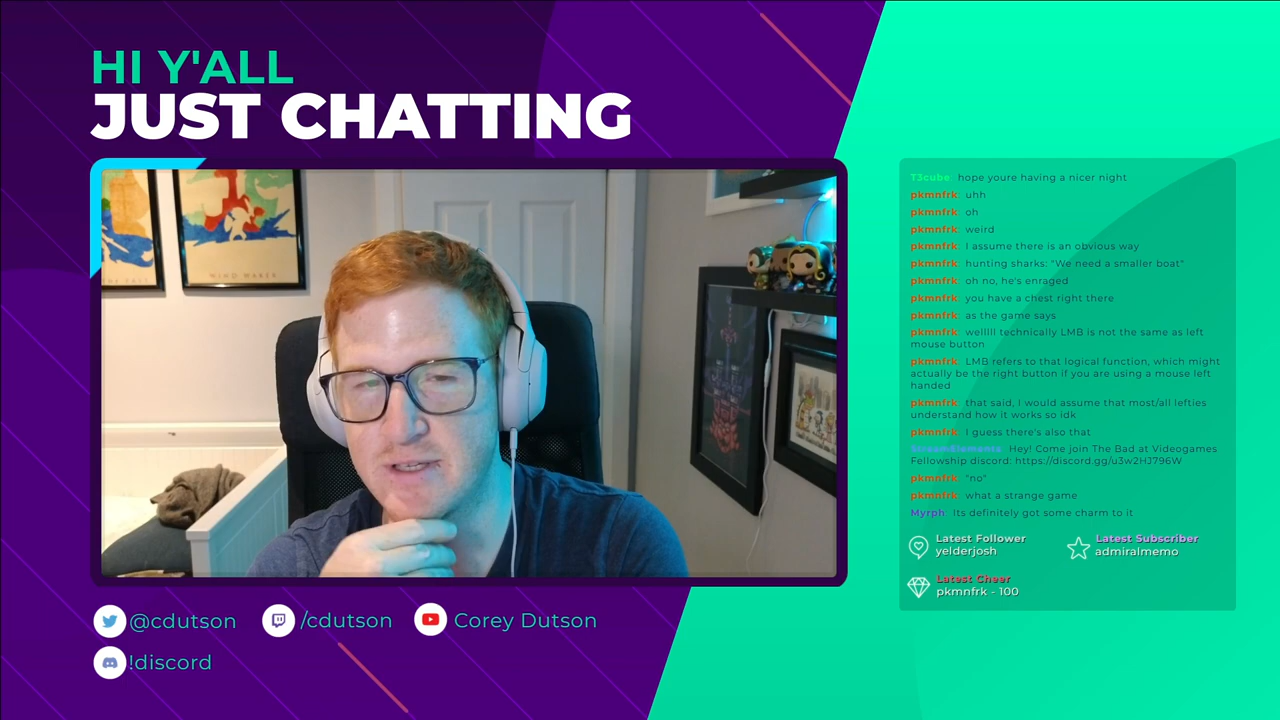 HI Y'ALL
JUST CHATTING
WIND WAKER
T3cube: hope youre having a nicer night
pkmnfrk: uhh
pkmnfrk: oh
pkmnfrk: weird
pkmnfrk: I assume there is an obvious way
pkmnfrk: hunting sharks: "We need a smaller boat"
pkmnfrk: oh no, he's enraged
pkmnfrk: you have a chest right there
pkmnfrk: as the game says
pkmnfrk: welllll technically LMB is not the same as left
mouse button
pkmnfrk: LMB refers to that logical function, which might
actually be the right button if you are using a mouse left
handed
pkmnfrk: that said, I would assume that most/all lefties
understand how it works so idk
pkmnfrk: I guess there's also that
StreamElements: Hey! Come join The Bad at Videogames
Fellowship discord: https://discord.gg/u3w2HJ796W
pkmnfrk: "no"
pkmnfrk: what a strange game
Myrph: Its definitely got some charm to it
Latest Follower
yelderjosh
Latest Subscriber
admiralmemo
Latest Cheer
pkmnfrk - 100
@cdutson
/cdutson
Corey Dutson
!discord